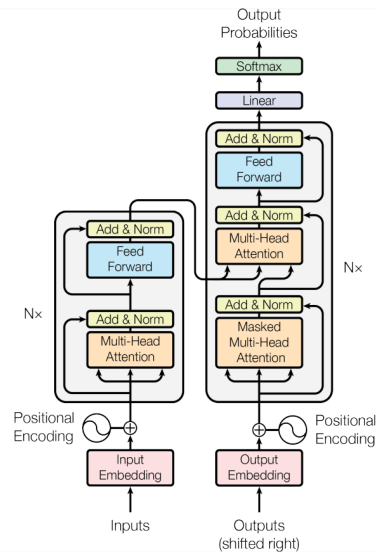 Output
Probabilities
Softmax
Linear
Add & Norm
Feed
Forward
Add & Norm
Multi-Head
Attention
Nx
Add & Norm
Masked
Multi-Head
Attention
Positional
Encoding
Output
Embedding
Outputs
(shifted right)
Add & Norm
Feed
Forward
Nx
Add & Norm
Multi-Head
Attention
Positional
Encoding
Input
Embedding
Inputs